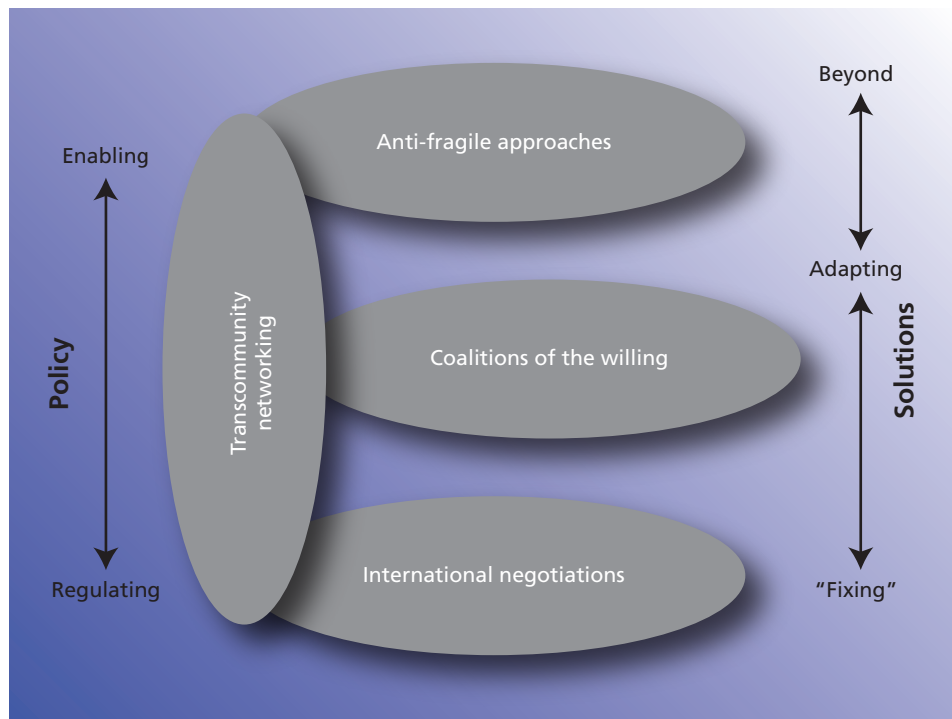 Beyond
Anti-fragile approaches
Enabling
Adapting
Transcommunity
networking
Coalitions of the willing
Policy
Solutions
International negotiations
Regulating
“Fixing”